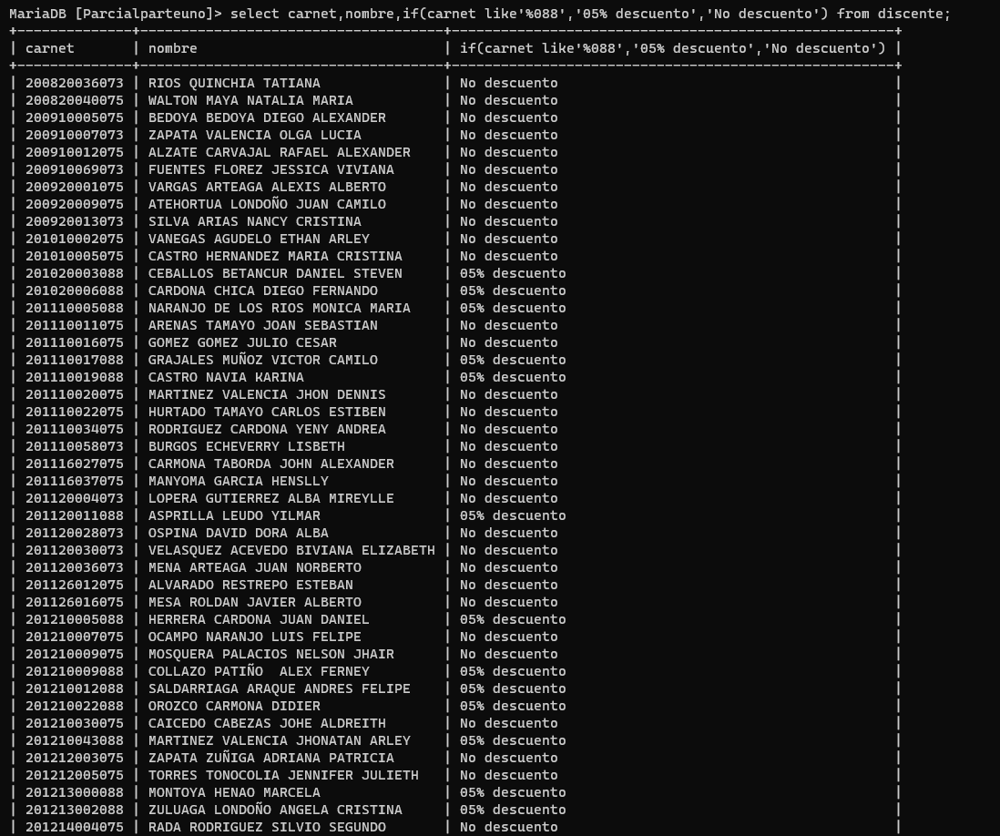 MariaDB [Parcialparteuno]> select carnet,nombre,if(carnet like'%088','05% descuento','No descuento') from discente;
+--------------+-------------------------------------+------------------------------------------------------+
| carnet       | nombre                              | if(carnet like'%088','05% descuento','No descuento') |
+--------------+-------------------------------------+------------------------------------------------------+
| 200820036073 | RIOS QUINCHIA TATIANA               | No descuento                                         |
| 200820040075 | WALTON MAYA NATALIA MARIA           | No descuento                                         |
| 200910005075 | BEDOYA BEDOYA DIEGO ALEXANDER       | No descuento                                         |
| 200910007073 | ZAPATA VALENCIA OLGA LUCIA          | No descuento                                         |
| 200910012075 | ALZATE CARVAJAL RAFAEL ALEXANDER    | No descuento                                         |
| 200910069073 | FUENTES FLOREZ JESSICA VIVIANA      | No descuento                                         |
| 200920001075 | VARGAS ARTEAGA ALEXIS ALBERTO       | No descuento                                         |
| 200920009075 | ATEHORTUA LONDOÑO JUAN CAMILO       | No descuento                                         |
| 200920013073 | SILVA ARIAS NANCY CRISTINA          | No descuento                                         |
| 201010002075 | VANEGAS AGUDELO ETHAN ARLEY         | No descuento                                         |
| 201010005075 | CASTRO HERNANDEZ MARIA CRISTINA     | No descuento                                         |
| 201020003088 | CEBALLOS BETANCUR DANIEL STEVEN     | 05% descuento                                        |
| 201020006088 | CARDONA CHICA DIEGO FERNANDO        | 05% descuento                                        |
| 201110005088 | NARANJO DE LOS RIOS MONICA MARIA    | 05% descuento                                        |
| 201110011075 | ARENAS TAMAYO JOAN SEBASTIAN        | No descuento                                         |
| 201110016075 | GOMEZ GOMEZ JULIO CESAR             | No descuento                                         |
| 201110017088 | GRAJALES MUÑOZ VICTOR CAMILO        | 05% descuento                                        |
| 201110019088 | CASTRO NAVIA KARINA                 | 05% descuento                                        |
| 201110020075 | MARTINEZ VALENCIA JHON DENNIS       | No descuento                                         |
| 201110022075 | HURTADO TAMAYO CARLOS ESTIBEN       | No descuento                                         |
| 201110034075 | RODRIGUEZ CARDONA YENY ANDREA       | No descuento                                         |
| 201110058073 | BURGOS ECHEVERRY LISBETH            | No descuento                                         |
| 201116027075 | CARMONA TABORDA JOHN ALEXANDER      | No descuento                                         |
| 201116037075 | MANYOMA GARCIA HENSLLY              | No descuento                                         |
| 201120004073 | LOPERA GUTIERREZ ALBA MIREYLLE      | No descuento                                         |
| 201120011088 | ASPRILLA LEUDO YILMAR               | 05% descuento                                        |
| 201120028073 | OSPINA DAVID DORA ALBA              | No descuento                                         |
| 201120030073 | VELASQUEZ ACEVEDO BIVIANA ELIZABETH | No descuento                                         |
| 201120036073 | MENA ARTEAGA JUAN NORBERTO          | No descuento                                         |
| 201126012075 | ALVARADO RESTREPO ESTEBAN           | No descuento                                         |
| 201126016075 | MESA ROLDAN JAVIER ALBERTO          | No descuento                                         |
| 201210005088 | HERRERA CARDONA JUAN DANIEL         | 05% descuento                                        |
| 201210007075 | OCAMPO NARANJO LUIS FELIPE          | No descuento                                         |
| 201210009075 | MOSQUERA PALACIOS NELSON JHAIR      | No descuento                                         |
| 201210009088 | COLLAZO PATIÑO  ALEX FERNEY         | 05% descuento                                        |
| 201210012088 | SALDARRIAGA ARAQUE ANDRES FELIPE    | 05% descuento                                        |
| 201210022088 | OROZCO CARMONA DIDIER               | 05% descuento                                        |
| 201210030075 | CAICEDO CABEZAS JOHE ALDREITH       | No descuento                                         |
| 201210043088 | MARTINEZ VALENCIA JHONATAN ARLEY    | 05% descuento                                        |
| 201212003075 | ZAPATA ZUÑIGA ADRIANA PATRICIA      | No descuento                                         |
| 201212005075 | TORRES TONOCOLIA JENNIFER JULIETH   | No descuento                                         |
| 201213000088 | MONTOYA HENAO MARCELA               | 05% descuento                                        |
| 201213002088 | ZULUAGA LONDOÑO ANGELA CRISTINA     | 05% descuento                                        |
| 201214004075 | RADA RODRIGUEZ SILVIO SEGUNDO       | No descuento                                         |